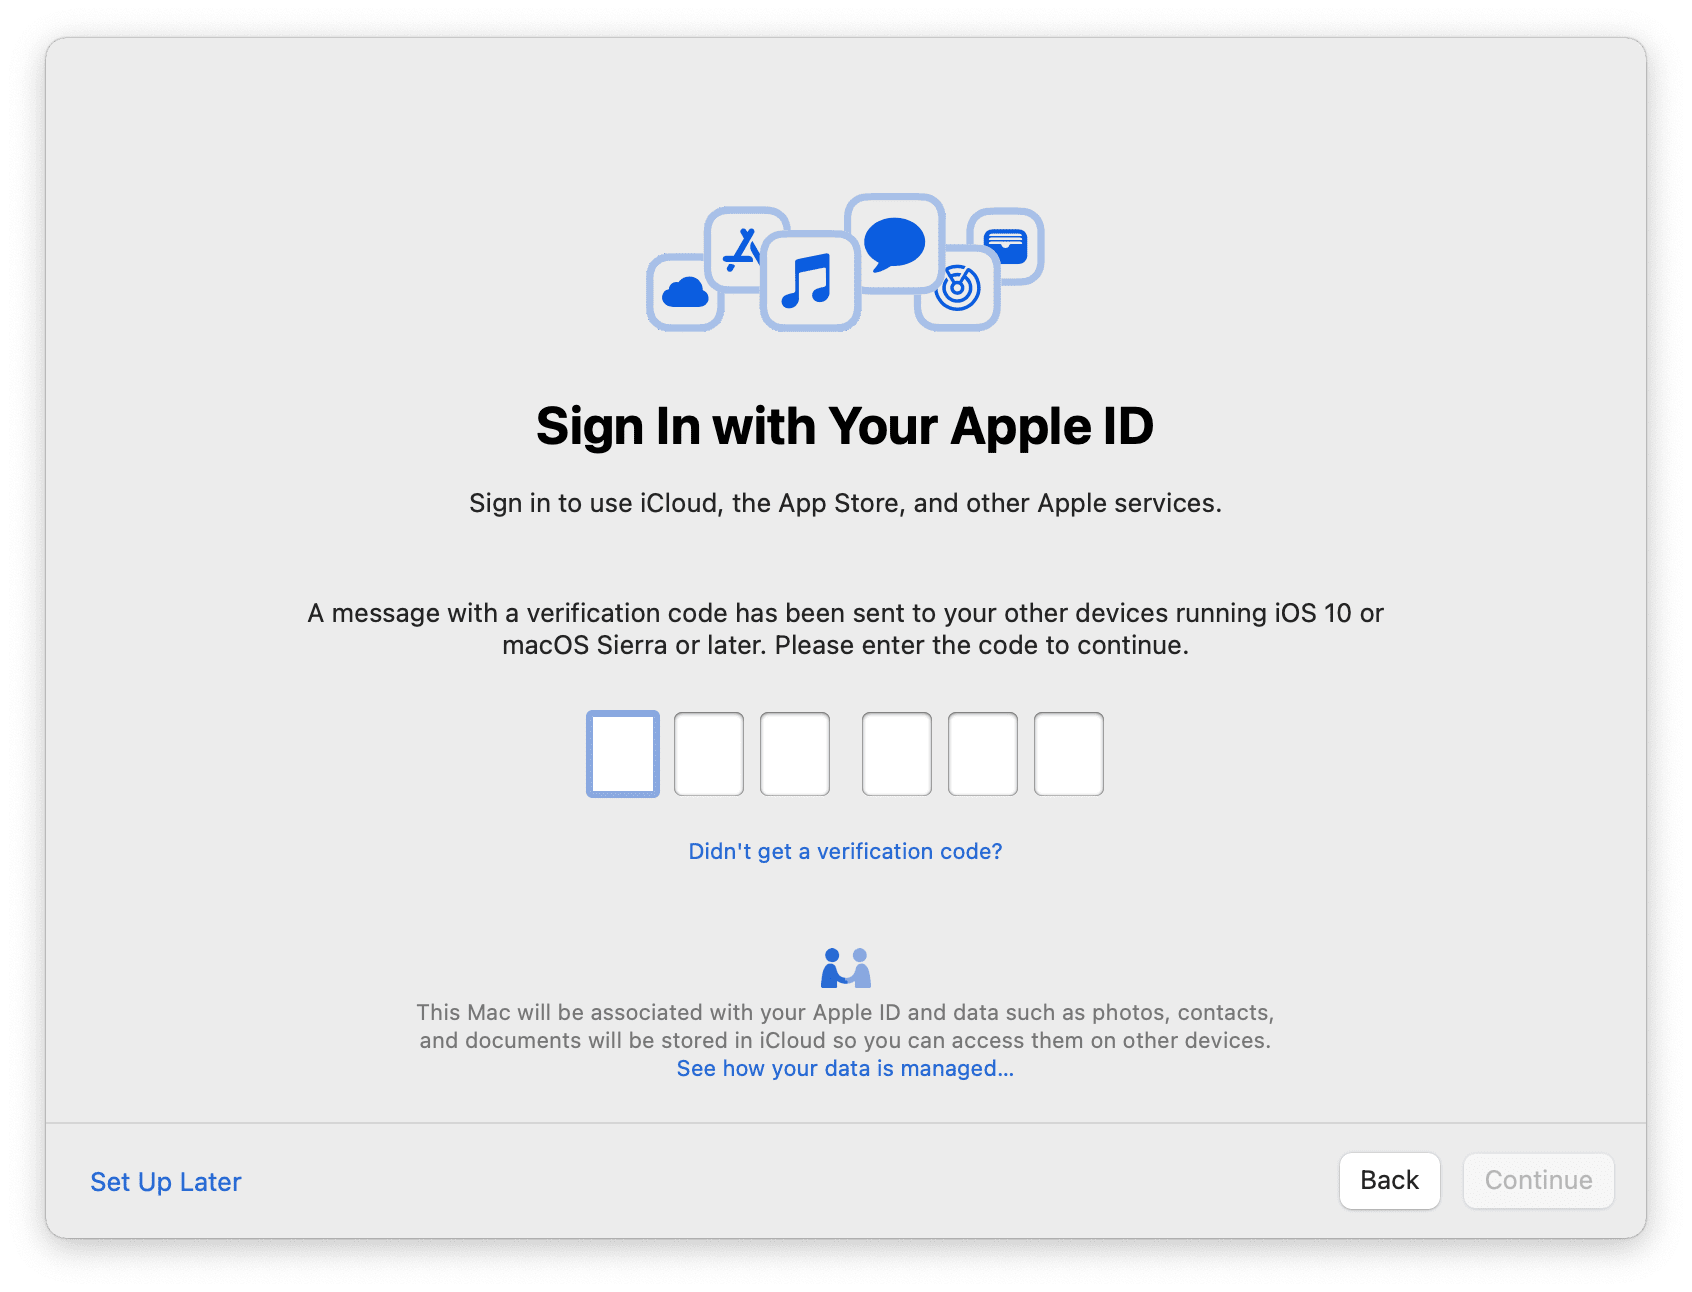 Sign In with Your Apple ID
Sign in to use iCloud, the App Store, and other Apple services.
A message with a verification code has been sent to your other devices running iOS 10 or
macOS Sierra or later. Please enter the code to continue.
Didn't get a verification code?
This Mac will be associated with your Apple ID and data such as photos, contacts,
and documents will be stored in iCloud so you can access them on other devices.
See how your data is managed...
Set Up Later
Back
Continue